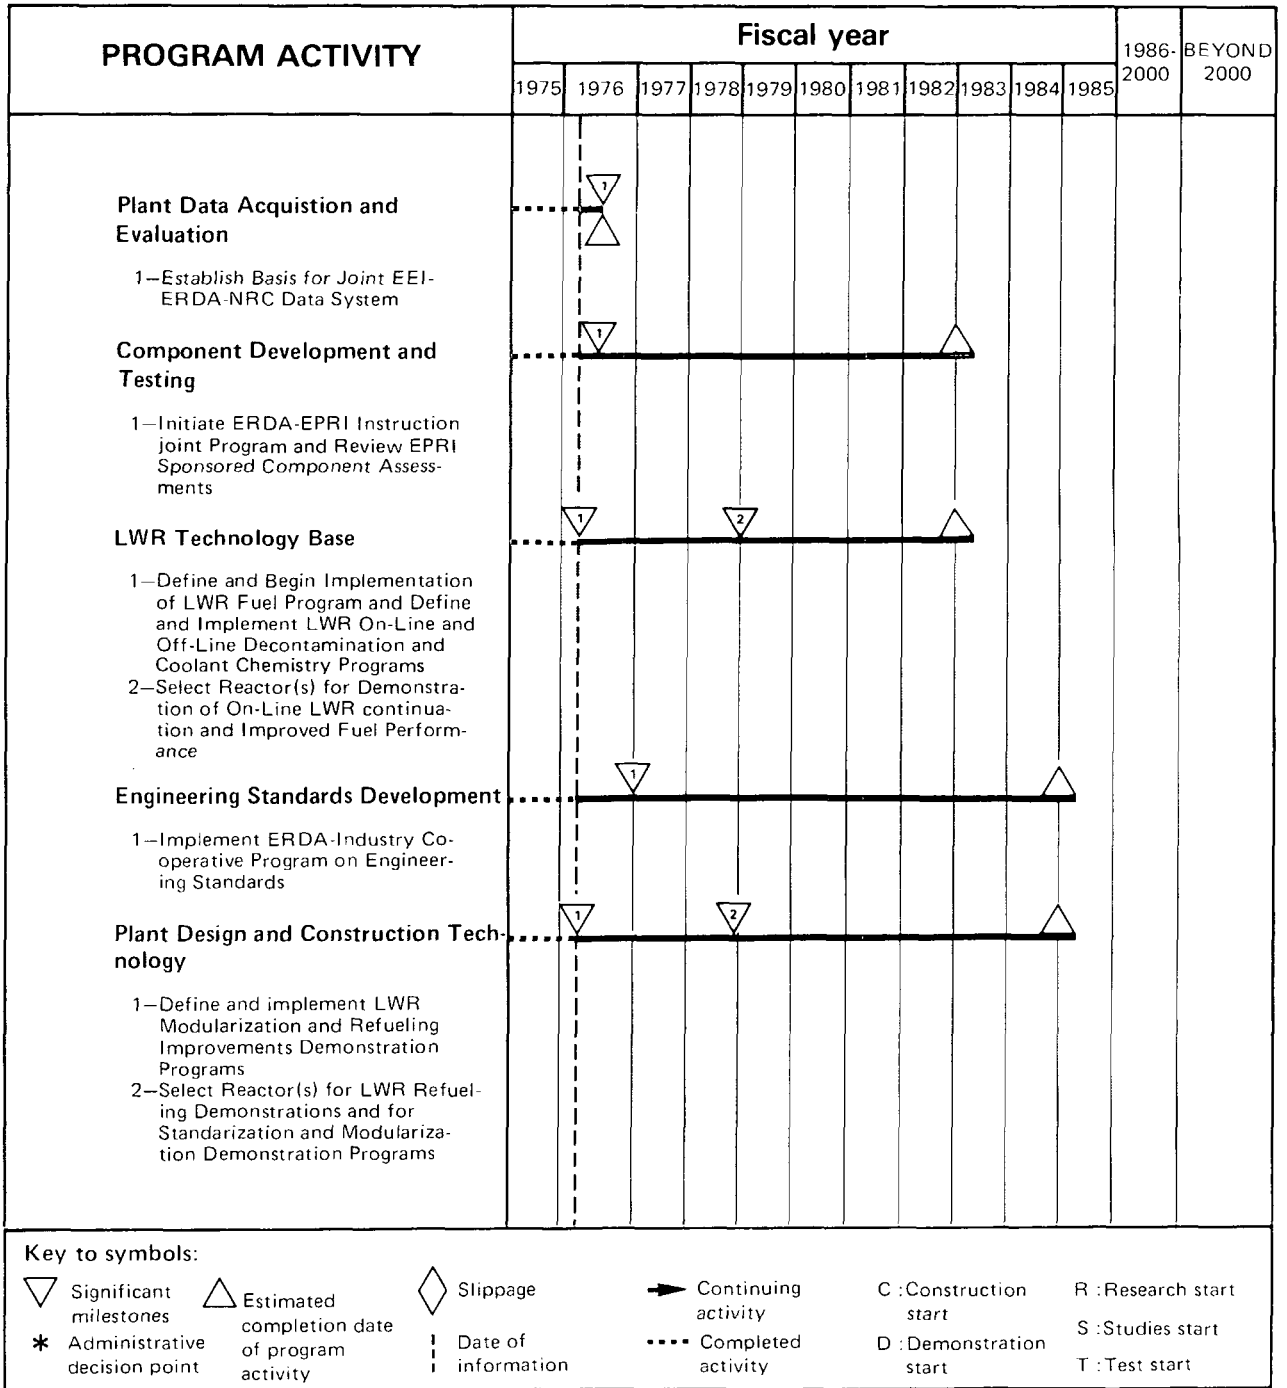 PROGRAM ACTIVITY
Fiscal year
1975 1976 1977 1978 1979 1980 1981 1982 1983 1984 1985
1986-
2000
BEYOND
2000
1
Plant Data Acquistion and
Evaluation
1—Establish Basis for Joint EEI-
ERDA-NRC Data System
1
Component Development and
Testing
1—Initiate ERDA-EPRI Instruction
joint Program and Review EPRI
Sponsored Component Assess-
ments
1 2
LWR Technology Base
1—Define and Begin Implementation
of LWR Fuel Program and Define
and Implement LWR On-Line and
Off-Line Decontamination and
Coolant Chemistry Programs
2—Select Reactor(s) for Demonstra-
tion of On-Line LWR continua-
tion and Improved Fuel Perform-
ance
1
Engineering Standards Development
1—Implement ERDA-Industry Co-
operative Program on Engineer-
ing Standards
1 2
Plant Design and Construction Tech-
nology
1—Define and implement LWR
Modularization and Refueling
Improvements Demonstration
Programs
2—Select Reactor(s) for LWR Refuel-
ing Demonstrations and for
Standarization and Modulariza-
tion Demonstration Programs
Key to symbols:
Significant
milestones
* Administrative
decision point
Estimated
completion date
of program
activity
Slippage
Date of
information
Continuing
activity
Completed
activity
C :Construction
start
D :Demonstration
start
R :Research start
S :Studies start
T :Test start